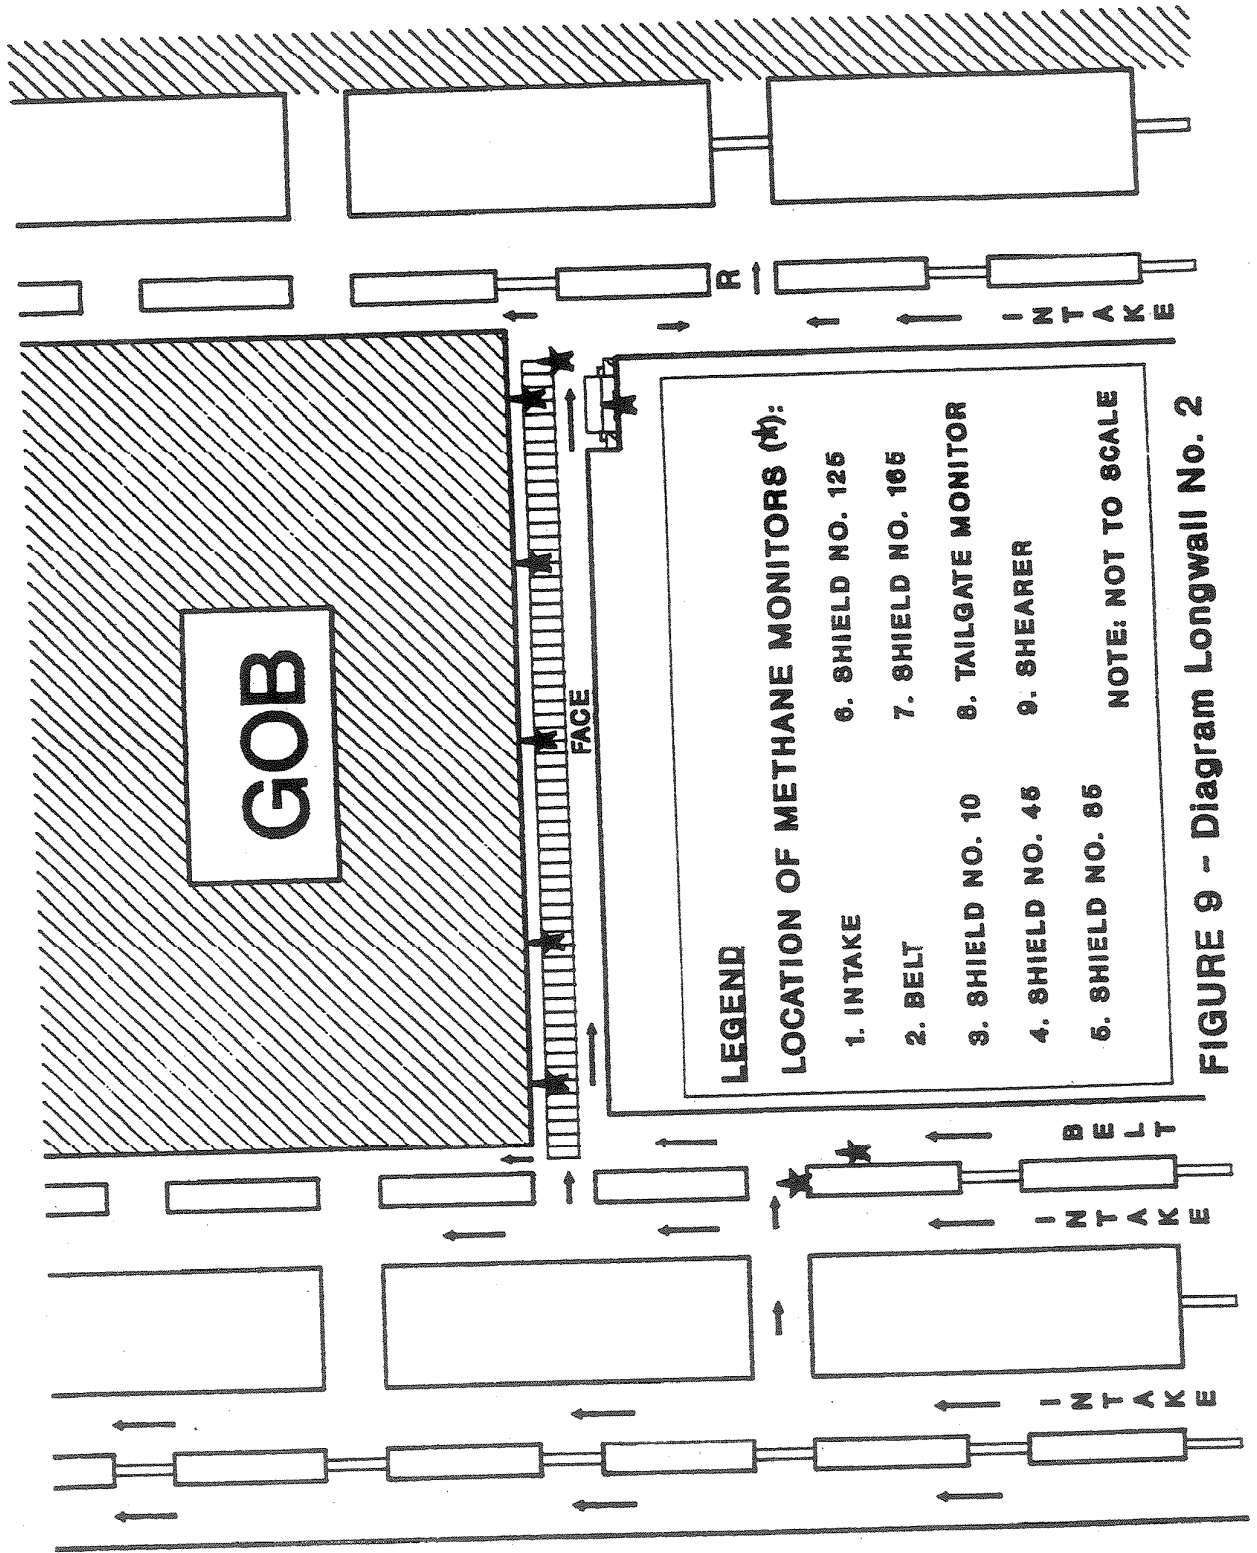 GOB
FACE
R
INTAKE
BELT
INTAKE
INTAKE
LEGEND
LOCATION OF METHANE MONITORS (★):
1. INTAKE
2. BELT
3. SHIELD NO. 10
4. SHIELD NO. 45
5. SHIELD NO. 85
6. SHIELD NO. 125
7. SHIELD NO. 165
8. TAILGATE MONITOR
9. SHEARER
NOTE: NOT TO SCALE
FIGURE 9 - Diagram Longwall No. 2